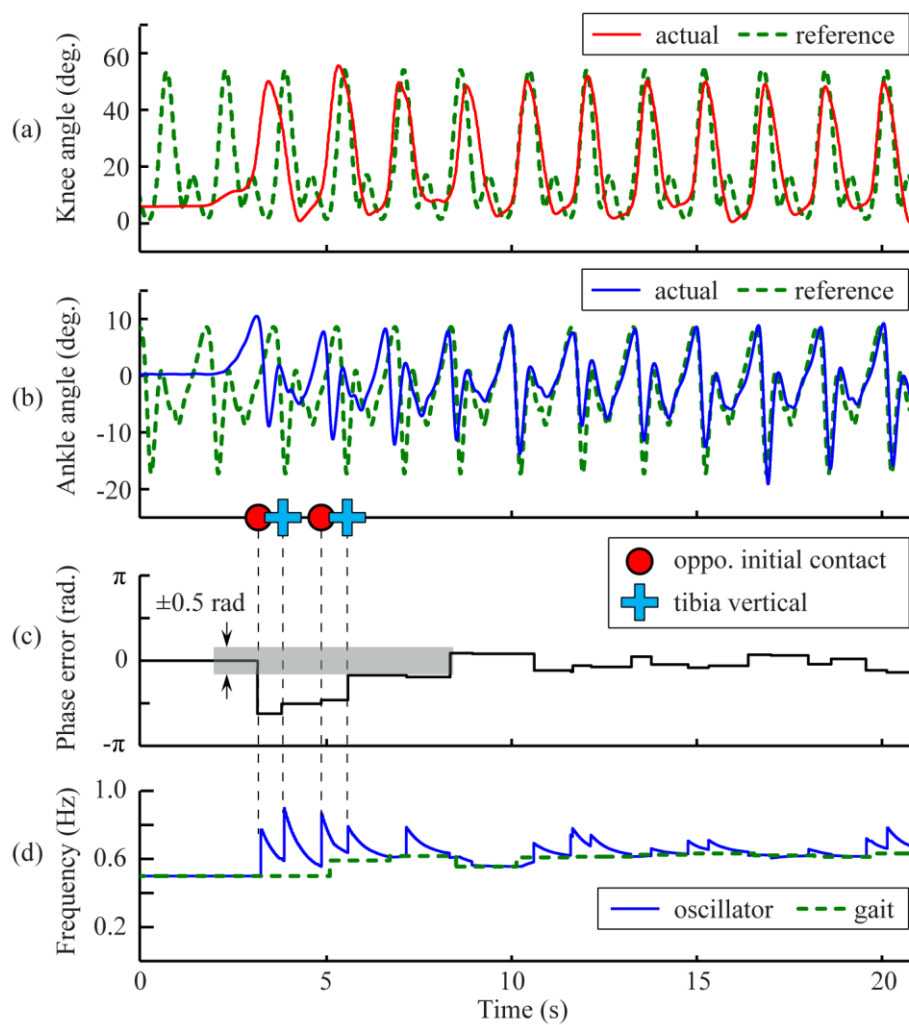 actual reference
(a)
Knee angle (deg.)
60
40
20
0
actual reference
(b)
Ankle angle (deg.)
10
0
-10
-20
oppo. initial contact
tibia vertical
(c)
Phase error (rad.)
π
0
-π
±0.5 rad
(d)
Frequency (Hz)
1.0
0.6
0.2
oscillator gait
0 5 10 15 20
Time (s)